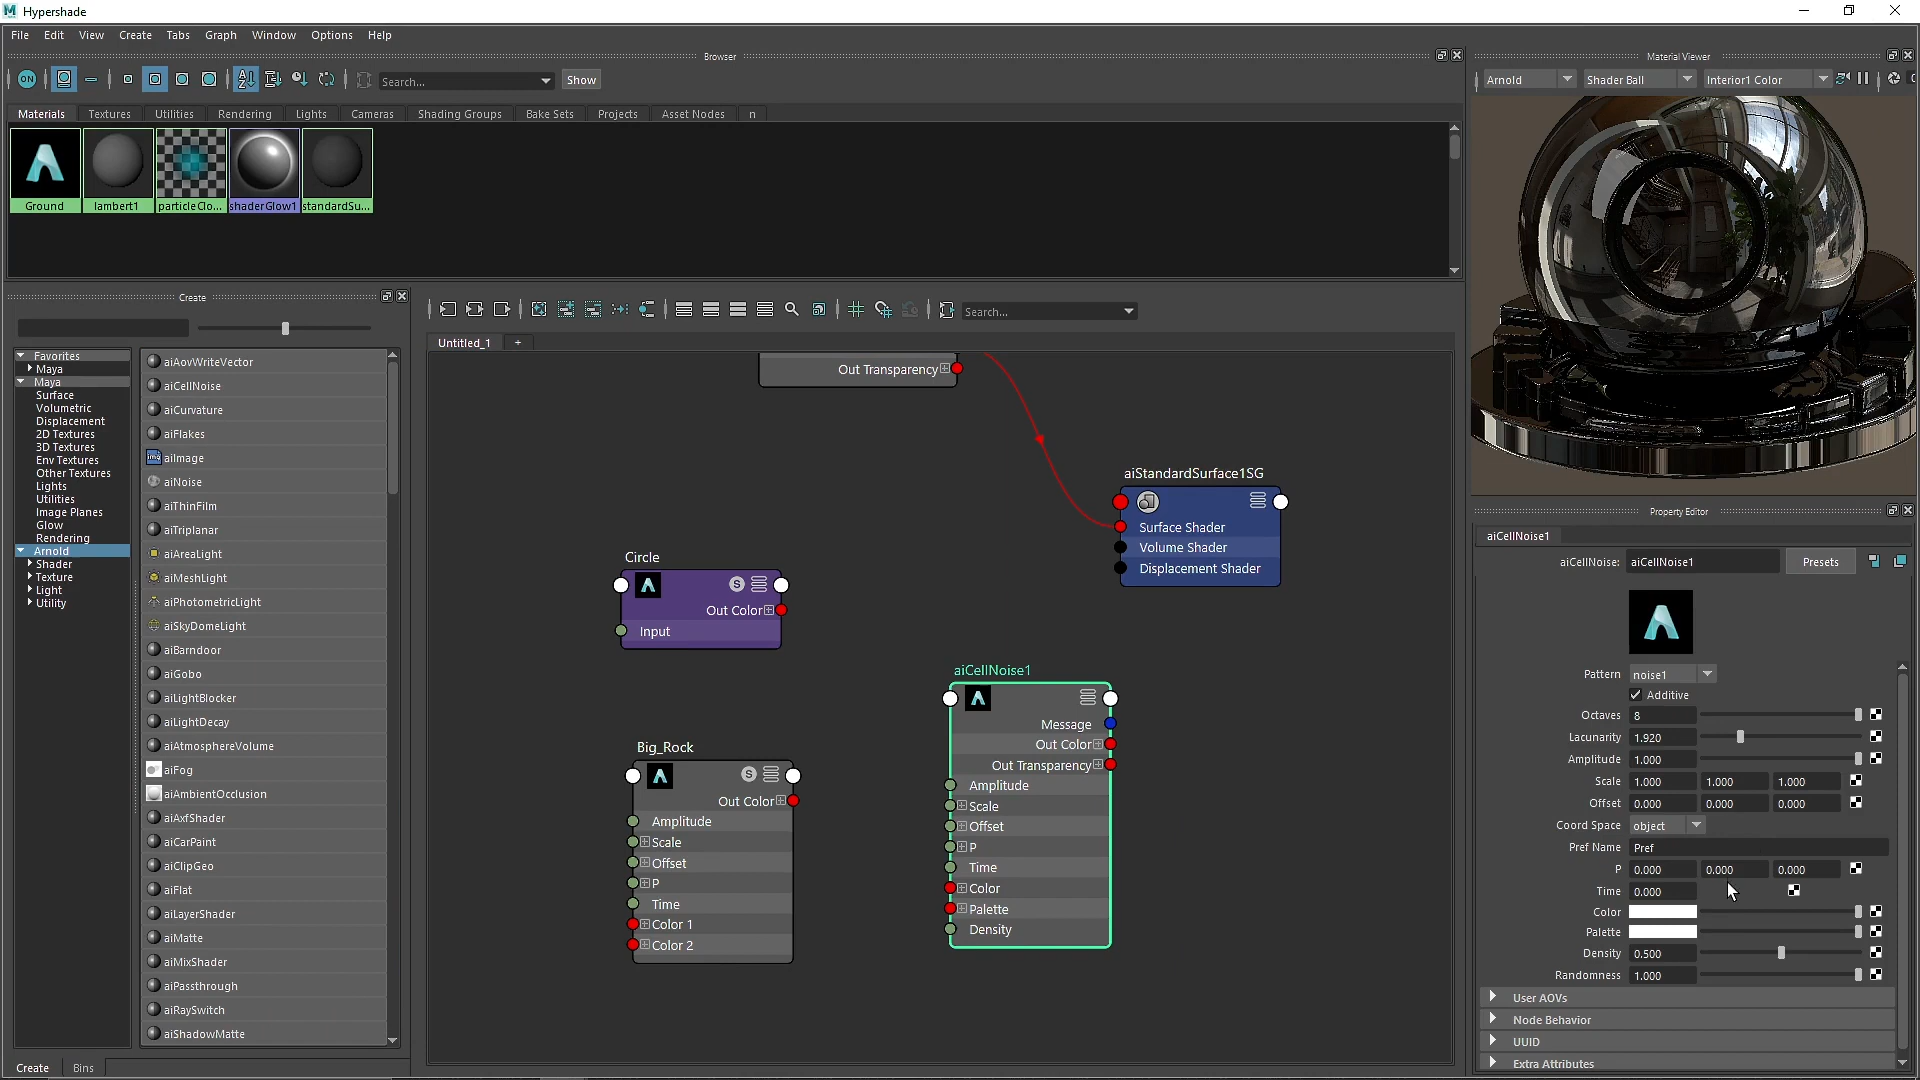 Hypershade
File Edit View Create Tabs Graph Window Options Help
Browser
Material Viewer
ON
Search...
Show
Arnold
Shader Ball
Interior1 Color
Materials Textures Utilities Rendering Lights Cameras Shading Groups Bake Sets Projects Asset Nodes n
Ground
lambert1
particleClo...
shaderGlow1
standardSu...
Create
Search...
Untitled_1
+
Favorites
Maya
Maya
Surface
Volumetric
Displacement
2D Textures
3D Textures
Env Textures
Other Textures
Lights
Utilities
Image Planes
Glow
Rendering
Arnold
Shader
Texture
Light
Utility
aiAovWriteVector
aiCellNoise
aiCurvature
aiFlakes
aiImage
aiNoise
aiThinFilm
aiTriplanar
aiAreaLight
aiMeshLight
aiPhotometricLight
aiSkyDomeLight
aiBarndoor
aiGobo
aiLightBlocker
aiLightDecay
aiAtmosphereVolume
aiFog
aiAmbientOcclusion
aiAxfShader
aiCarPaint
aiClipGeo
aiFlat
aiLayerShader
aiMatte
aiMixShader
aiPassthrough
aiRaySwitch
aiShadowMatte
Create Bins
Out Transparency
aiStandardSurface1SG
Surface Shader
Volume Shader
Displacement Shader
Circle
S
Out Color
Input
Big_Rock
S
Out Color
Amplitude
Scale
Offset
P
Time
Color 1
Color 2
aiCellNoise1
Message
Out Color
Out Transparency
Amplitude
Scale
Offset
P
Time
Color
Palette
Density
Property Editor
aiCellNoise1
aiCellNoise: aiCellNoise1 Presets
Pattern noise1
Additive
Octaves 8
Lacunarity 1.920
Amplitude 1.000
Scale 1.000 1.000 1.000
Offset 0.000 0.000 0.000
Coord Space object
Pref Name Pref
P 0.000 0.000 0.000
Time 0.000
Color
Palette
Density 0.500
Randomness 1.000
User AOVs
Node Behavior
UUID
Extra Attributes